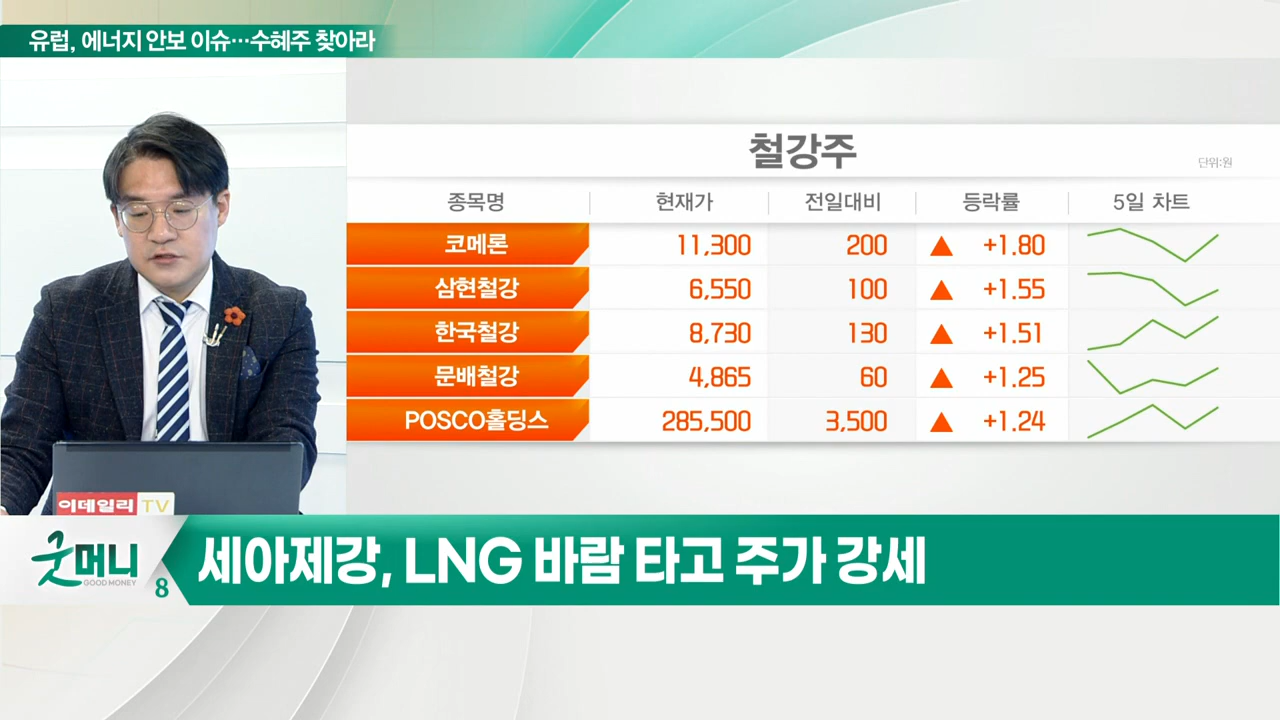 유럽, 에너지 안보 이슈…수혜주 찾아라
철강주
단위:원
종목명 현재가 전일대비 등락률 5일 차트
코메론 11,300 200 ▲ +1.80
삼현철강 6,550 100 ▲ +1.55
한국철강 8,730 130 ▲ +1.51
문배철강 4,865 60 ▲ +1.25
POSCO홀딩스 285,500 3,500 ▲ +1.24
이데일리 TV
굿머니
GOOD MONEY
8
세아제강, LNG 바람 타고 주가 강세